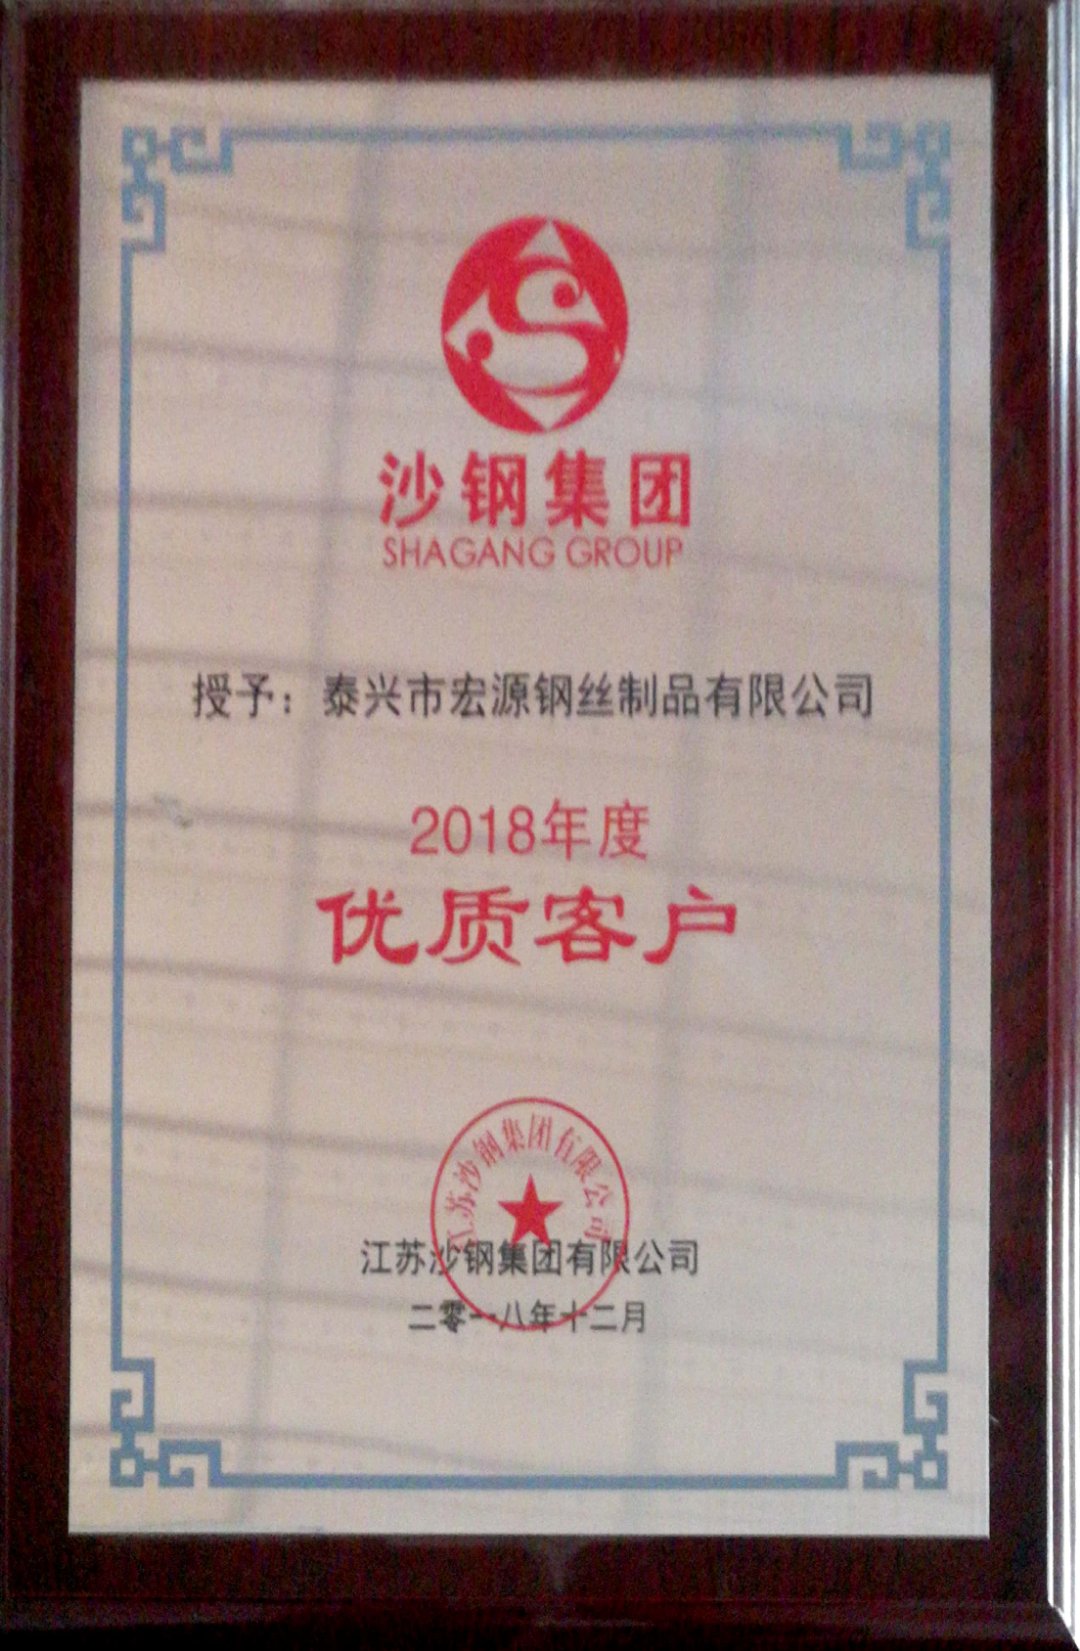 沙钢集团
SHAGANG GROUP
授予：泰兴市宏源钢丝制品有限公司
2018年度
优质客户
江苏沙钢集团有限公司
江苏沙钢集团有限公司
二零一八年十二月